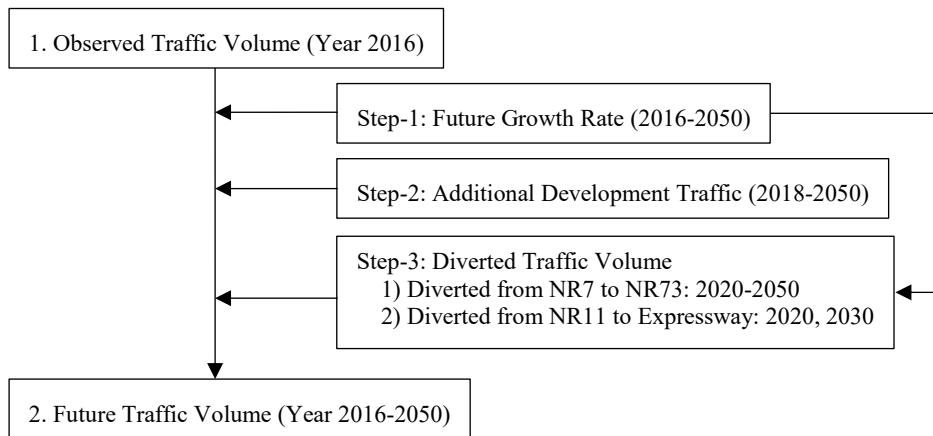 1. Observed Traffic Volume (Year 2016)
Step-1: Future Growth Rate (2016-2050)
Step-2: Additional Development Traffic (2018-2050)
Step-3: Diverted Traffic Volume
1) Diverted from NR7 to NR73: 2020-2050
2) Diverted from NR11 to Expressway: 2020, 2030
2. Future Traffic Volume (Year 2016-2050)